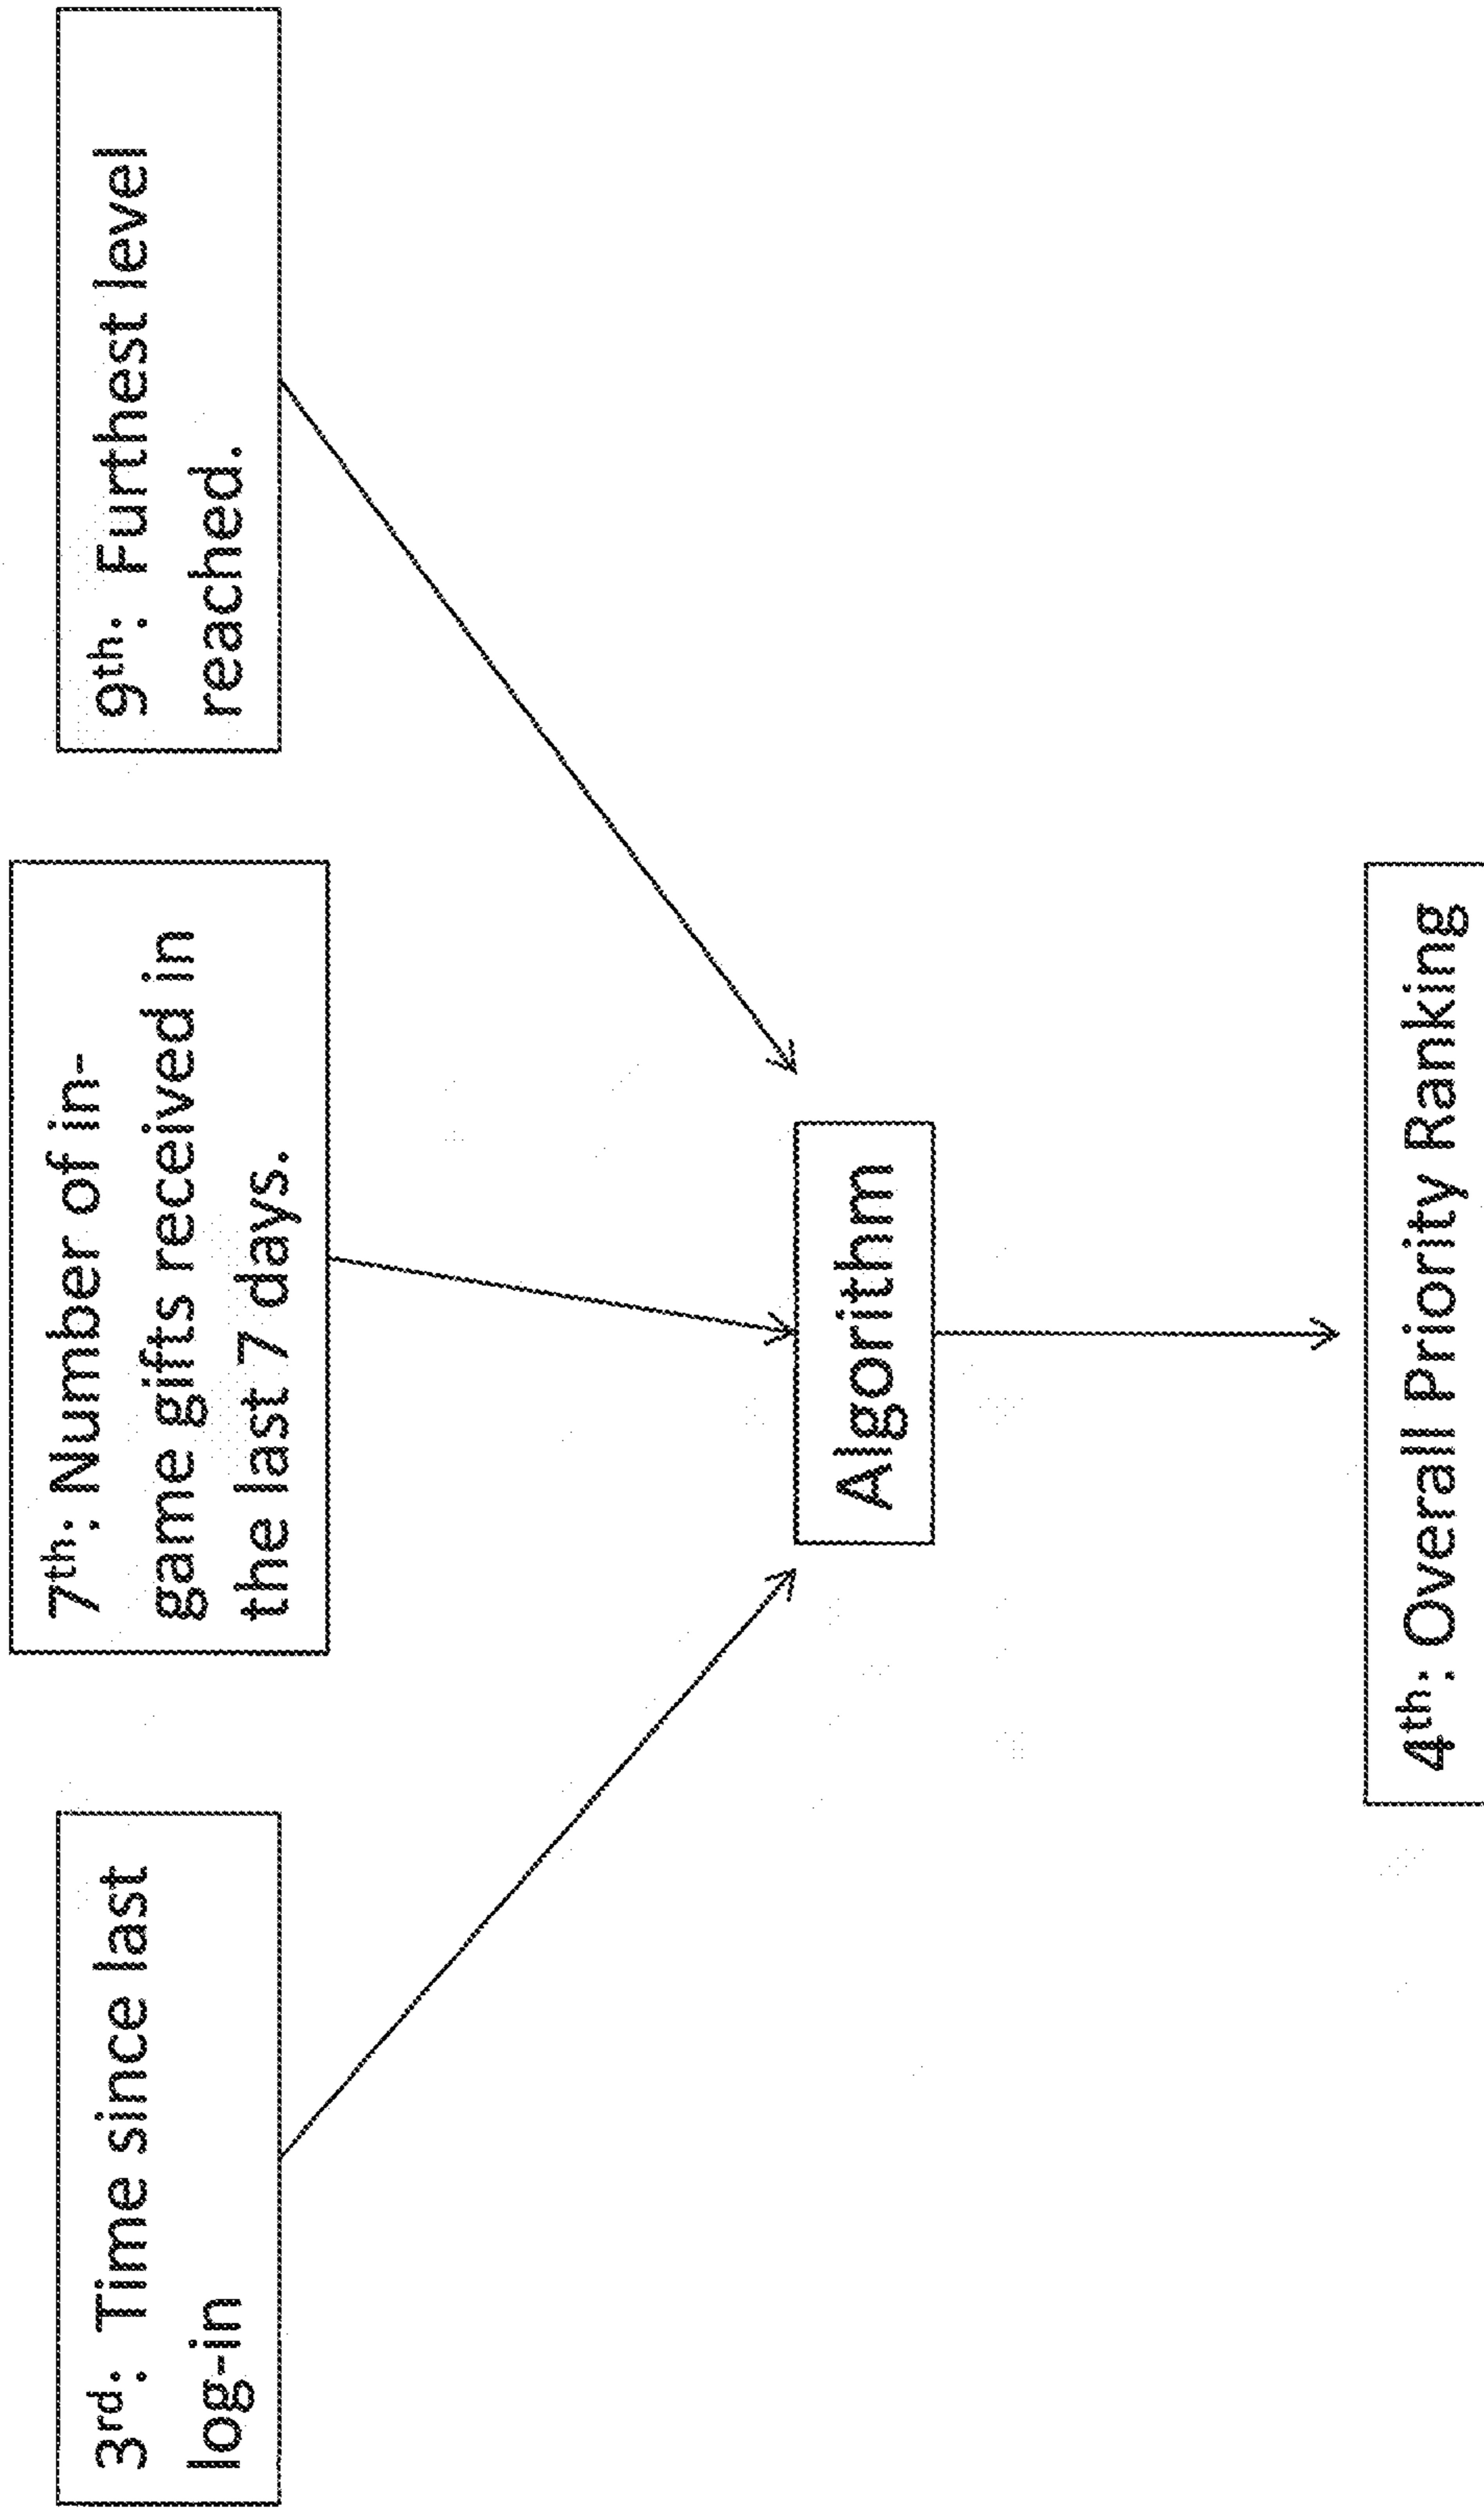 3rd: Time since last
log-in
7th: Number of in-
game gifts received in
the last 7 days.
9th: Furthest level
reached.
Algorithm
4th: Overall Priority Ranking